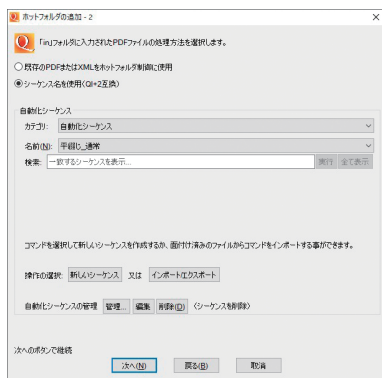 ホットフォルダの追加 - 2
「in」フォルダに入力されたPDFファイルの処理方法を選択します。
既存のPDFまたはXMLをホットフォルダ制御に使用
シーケンス名を使用(QI+2互換)
自動化シーケンス
カテゴリ: 自動化シーケンス
名前(N): 平綴じ_通常
検索: 一致するシーケンスを表示... 実行 全て表示
コマンドを選択して新しいシーケンスを作成するか、面付け済みのファイルからコマンドをインポートする事ができます。
操作の選択: 新しいシーケンス 又は インポート/エクスポート
自動化シーケンスの管理 管理... 編集 削除(D) (シーケンスを削除)
次へのボタンで継続
次へ(N) 戻る(B) 取消